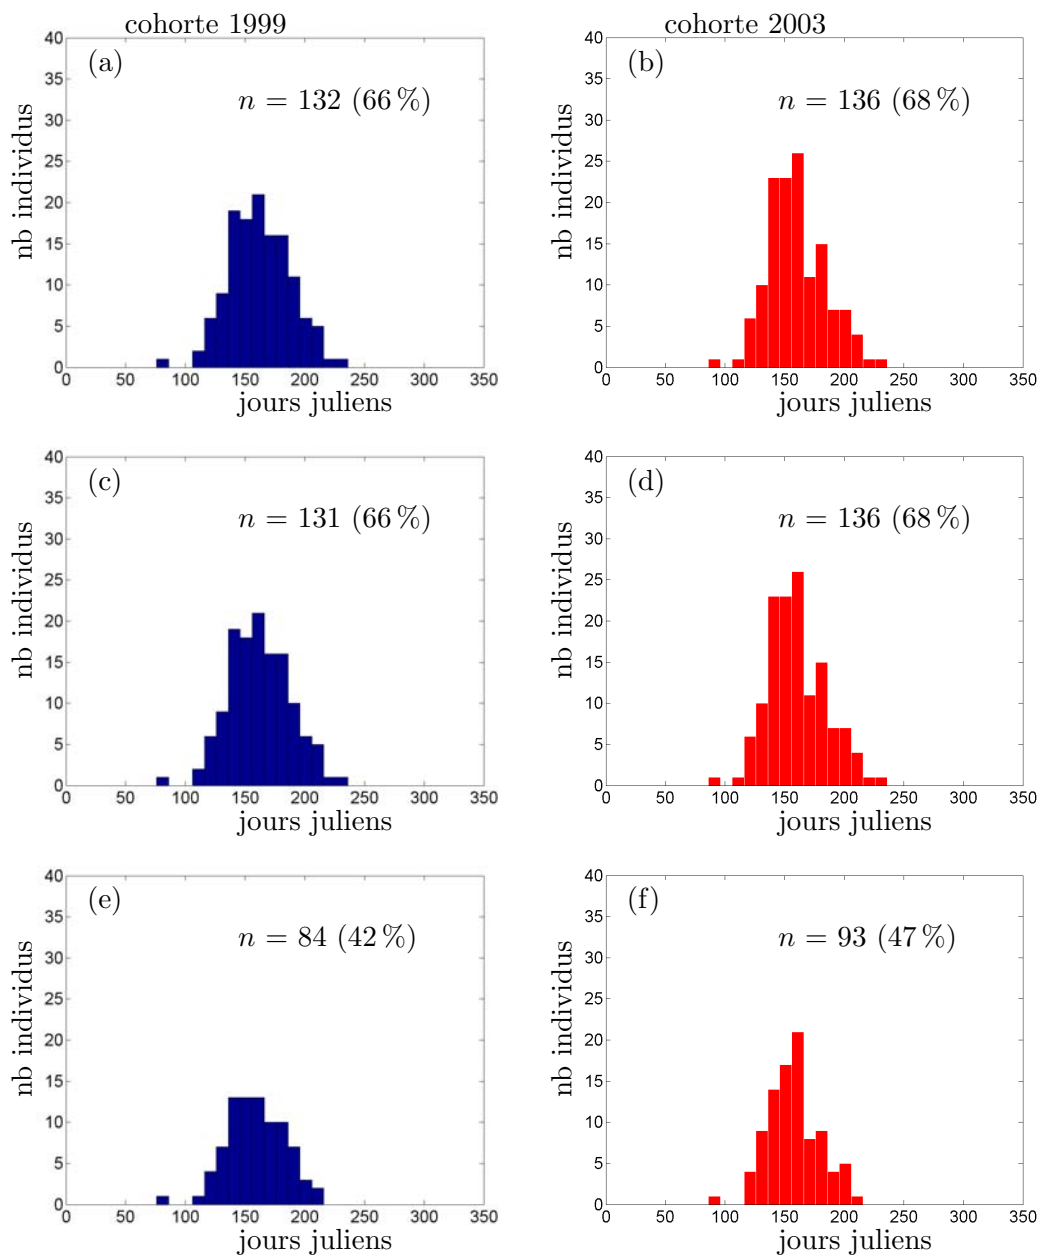 cohorte 1999
cohorte 2003
(a)
n = 132 (66 %)
40
35
30
25
20
15
10
5
0
nb individus
0 50 100 150 200 250 300 350
jours juliens
(b)
n = 136 (68 %)
40
35
30
25
20
15
10
5
0
nb individus
0 50 100 150 200 250 300 350
jours juliens
(c)
n = 131 (66 %)
40
35
30
25
20
15
10
5
0
nb individus
0 50 100 150 200 250 300 350
jours juliens
(d)
n = 136 (68 %)
40
35
30
25
20
15
10
5
0
nb individus
0 50 100 150 200 250 300 350
jours juliens
(e)
n = 84 (42 %)
40
35
30
25
20
15
10
5
0
nb individus
0 50 100 150 200 250 300 350
jours juliens
(f)
n = 93 (47 %)
40
35
30
25
20
15
10
5
0
nb individus
0 50 100 150 200 250 300 350
jours juliens